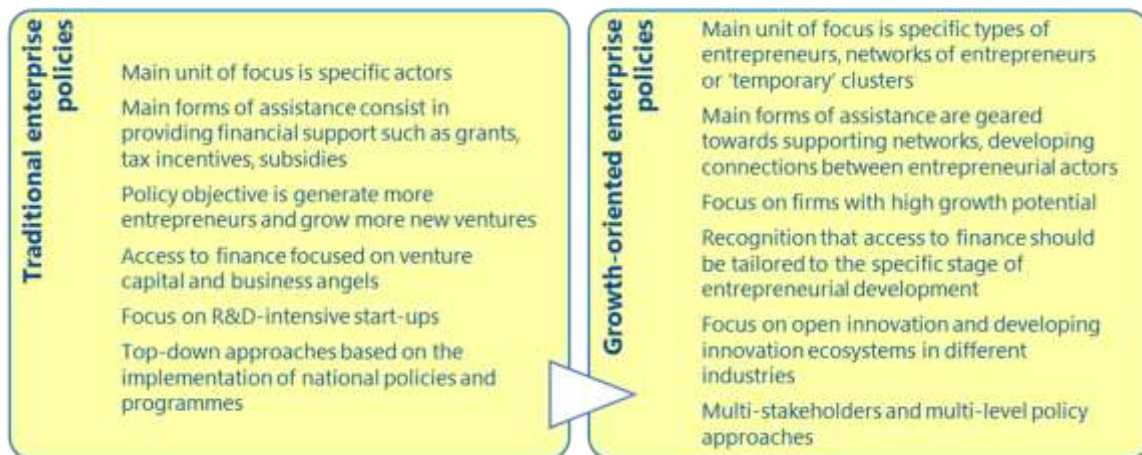 Traditional enterprise
policies
Main unit of focus is specific actors
Main forms of assistance consist in
providing financial support such as grants,
tax incentives, subsidies
Policy objective is generate more
entrepreneurs and grow more new ventures
Access to finance focused on venture
capital and business angels
Focus on R&D-intensive start-ups
Top-down approaches based on the
implementation of national policies and
programmes
Growth-oriented enterprise
policies
Main unit of focus is specific types of
entrepreneurs, networks of entrepreneurs
or ‘temporary’ clusters
Main forms of assistance are geared
towards supporting networks, developing
connections between entrepreneurial actors
Focus on firms with high growth potential
Recognition that access to finance should
be tailored to the specific stage of
entrepreneurial development
Focus on open innovation and developing
innovation ecosystems in different
industries
Multi-stakeholders and multi-level policy
approaches